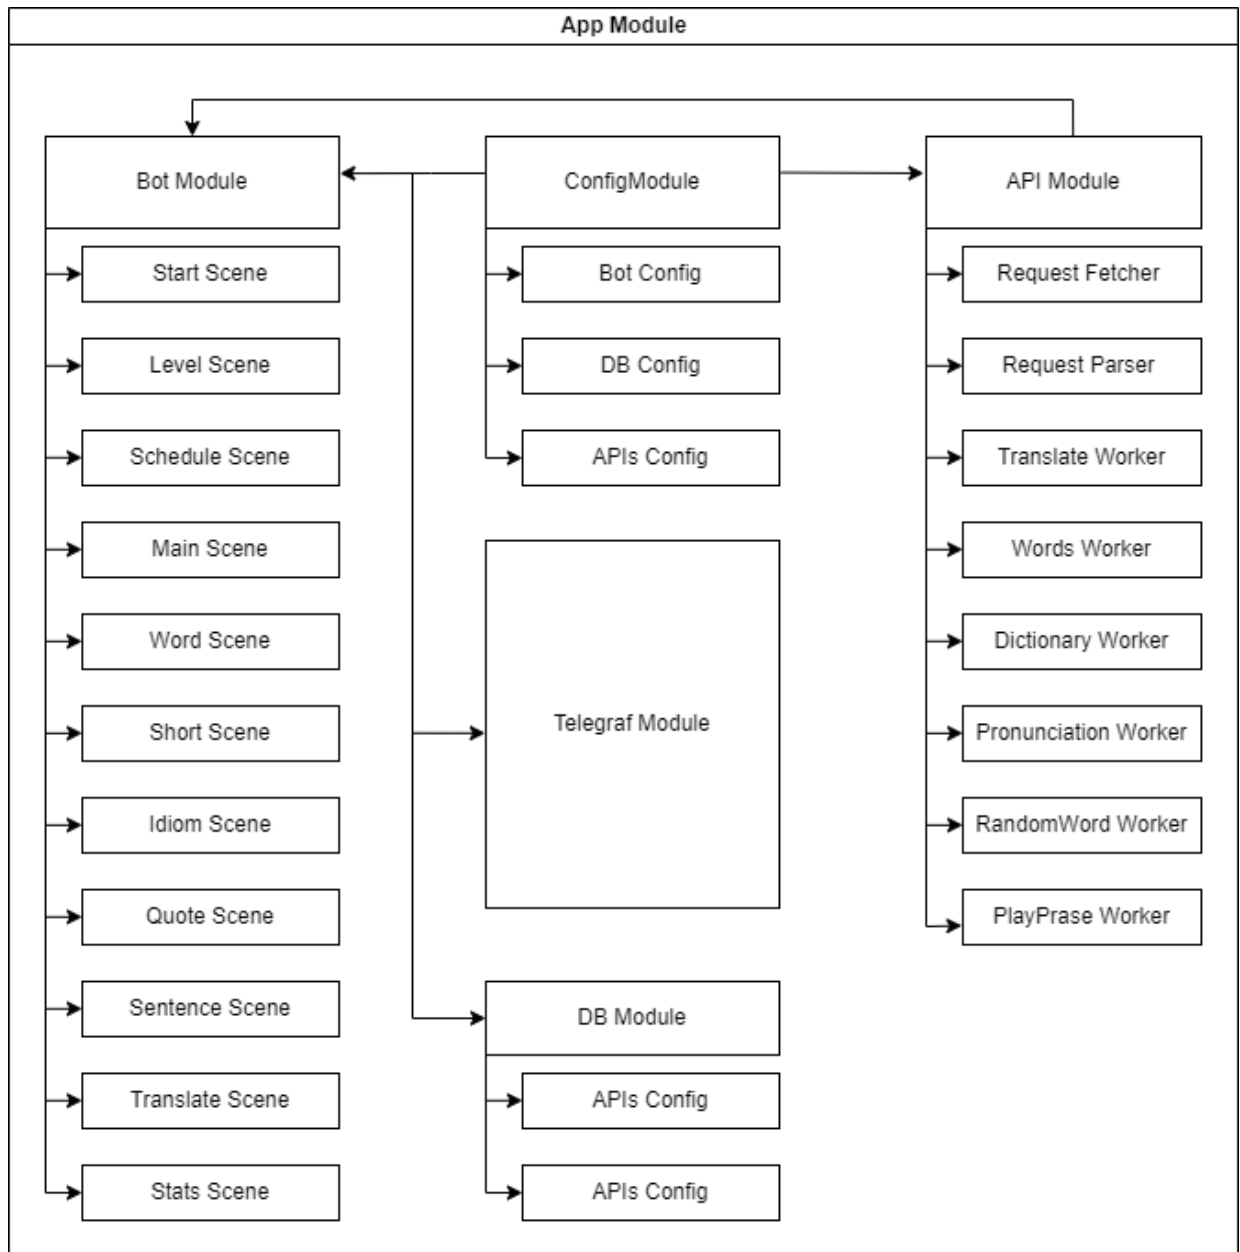 App Module
Bot Module
Start Scene
Level Scene
Schedule Scene
Main Scene
Word Scene
Short Scene
Idiom Scene
Quote Scene
Sentence Scene
Translate Scene
Stats Scene
ConfigModule
Bot Config
DB Config
APIs Config
Telegraf Module
DB Module
APIs Config
APIs Config
API Module
Request Fetcher
Request Parser
Translate Worker
Words Worker
Dictionary Worker
Pronunciation Worker
RandomWord Worker
PlayPrase Worker